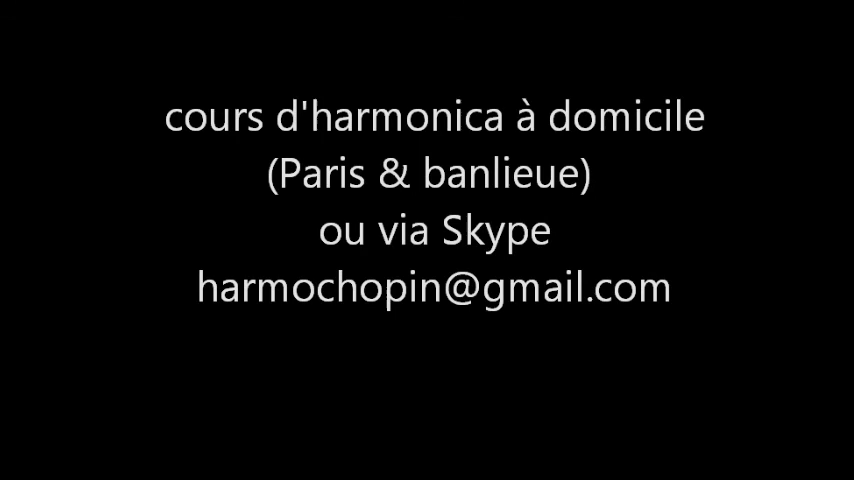 cours d'harmonica à domicile
(Paris & banlieue)
ou via Skype
harmochopin@gmail.com